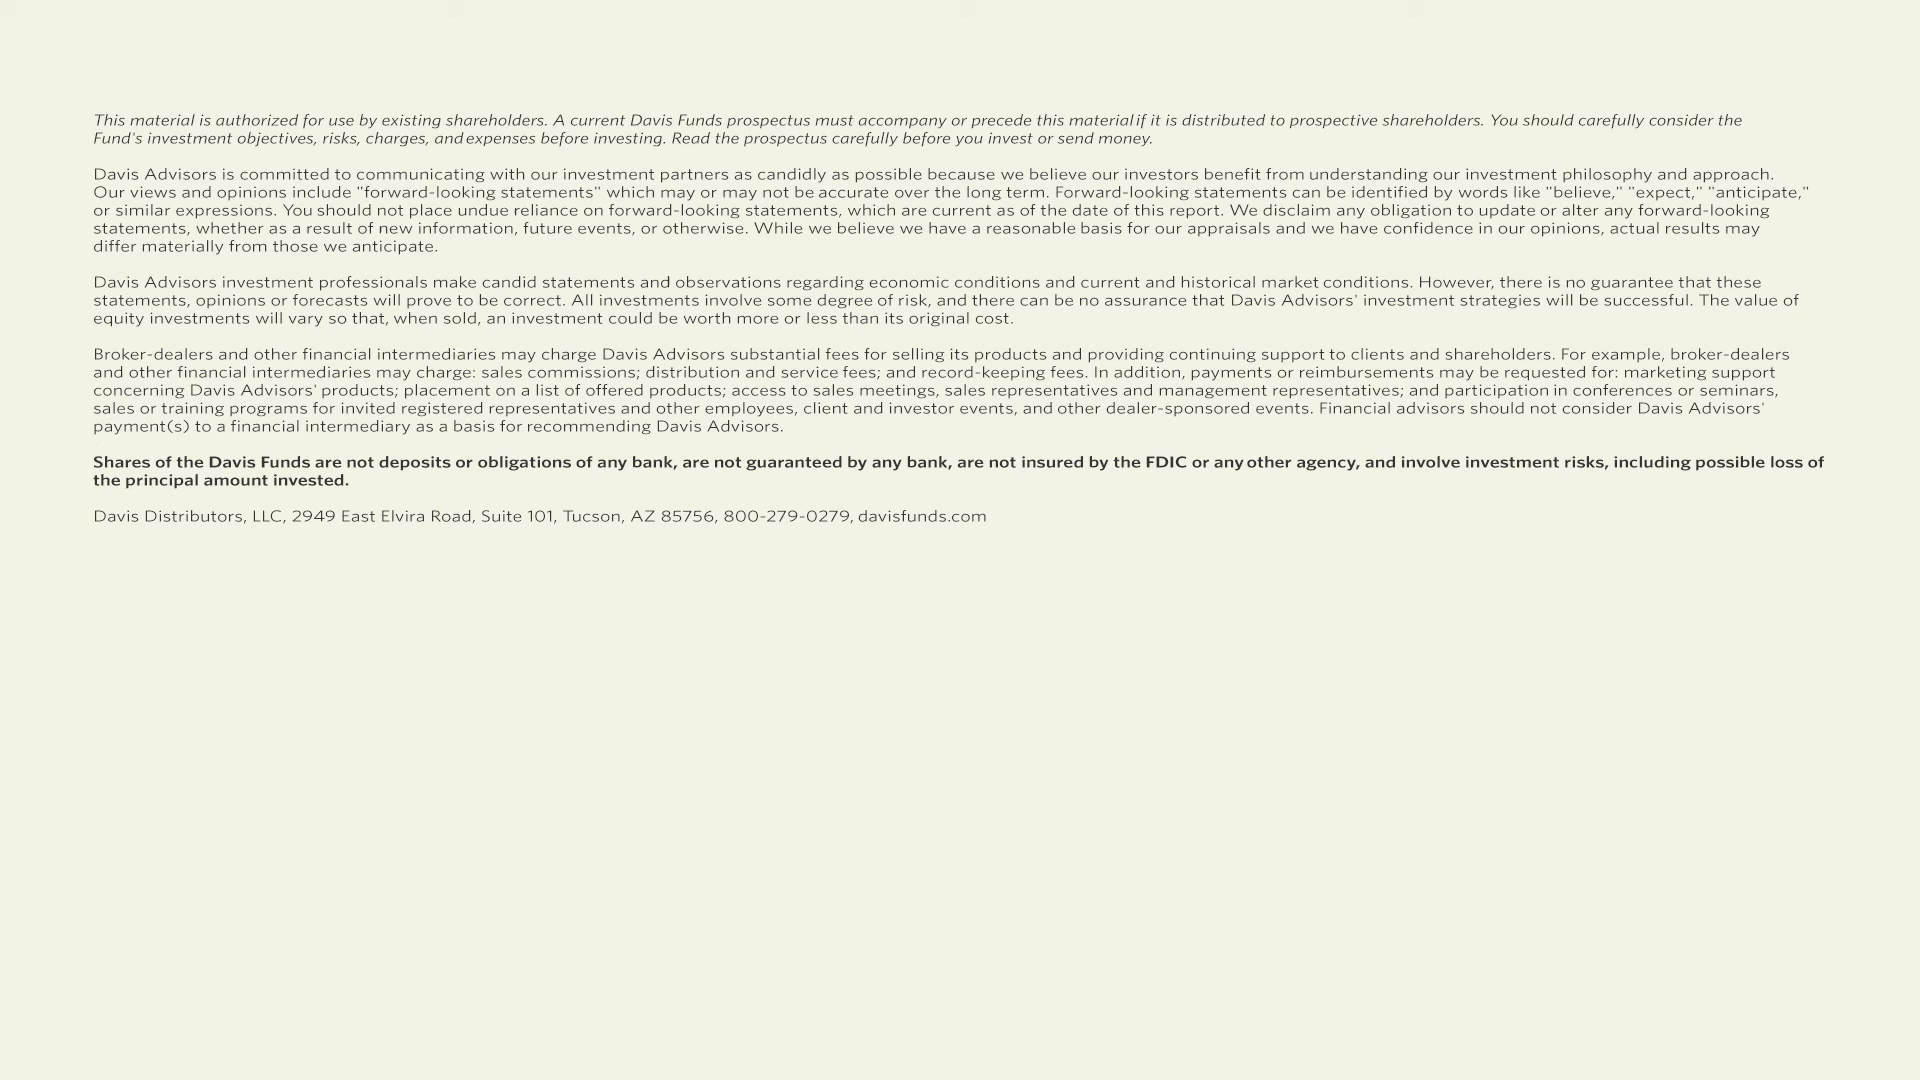 This material is authorized for use by existing shareholders. A current Davis Funds prospectus must accompany or precede this material if it is distributed to prospective shareholders. You should carefully consider the
Fund's investment objectives, risks, charges, and expenses before investing. Read the prospectus carefully before you invest or send money.
Davis Advisors is committed to communicating with our investment partners as candidly as possible because we believe our investors benefit from understanding our investment philosophy and approach.
Our views and opinions include "forward-looking statements" which may or may not be accurate over the long term. Forward-looking statements can be identified by words like "believe," "expect," "anticipate,"
or similar expressions. You should not place undue reliance on forward-looking statements, which are current as of the date of this report. We disclaim any obligation to update or alter any forward-looking
statements, whether as a result of new information, future events, or otherwise. While we believe we have a reasonable basis for our appraisals and we have confidence in our opinions, actual results may
differ materially from those we anticipate.
Davis Advisors investment professionals make candid statements and observations regarding economic conditions and current and historical market conditions. However, there is no guarantee that these
statements, opinions or forecasts will prove to be correct. All investments involve some degree of risk, and there can be no assurance that Davis Advisors' investment strategies will be successful. The value of
equity investments will vary so that, when sold, an investment could be worth more or less than its original cost.
Broker-dealers and other financial intermediaries may charge Davis Advisors substantial fees for selling its products and providing continuing support to clients and shareholders. For example, broker-dealers
and other financial intermediaries may charge: sales commissions; distribution and service fees; and record-keeping fees. In addition, payments or reimbursements may be requested for: marketing support
concerning Davis Advisors' products; placement on a list of offered products; access to sales meetings, sales representatives and management representatives; and participation in conferences or seminars,
sales or training programs for invited registered representatives and other employees, client and investor events, and other dealer-sponsored events. Financial advisors should not consider Davis Advisors'
payment(s) to a financial intermediary as a basis for recommending Davis Advisors.
Shares of the Davis Funds are not deposits or obligations of any bank, are not guaranteed by any bank, are not insured by the FDIC or any other agency, and involve investment risks, including possible loss of
the principal amount invested.
Davis Distributors, LLC, 2949 East Elvira Road, Suite 101, Tucson, AZ 85756, 800-279-0279, davisfunds.com